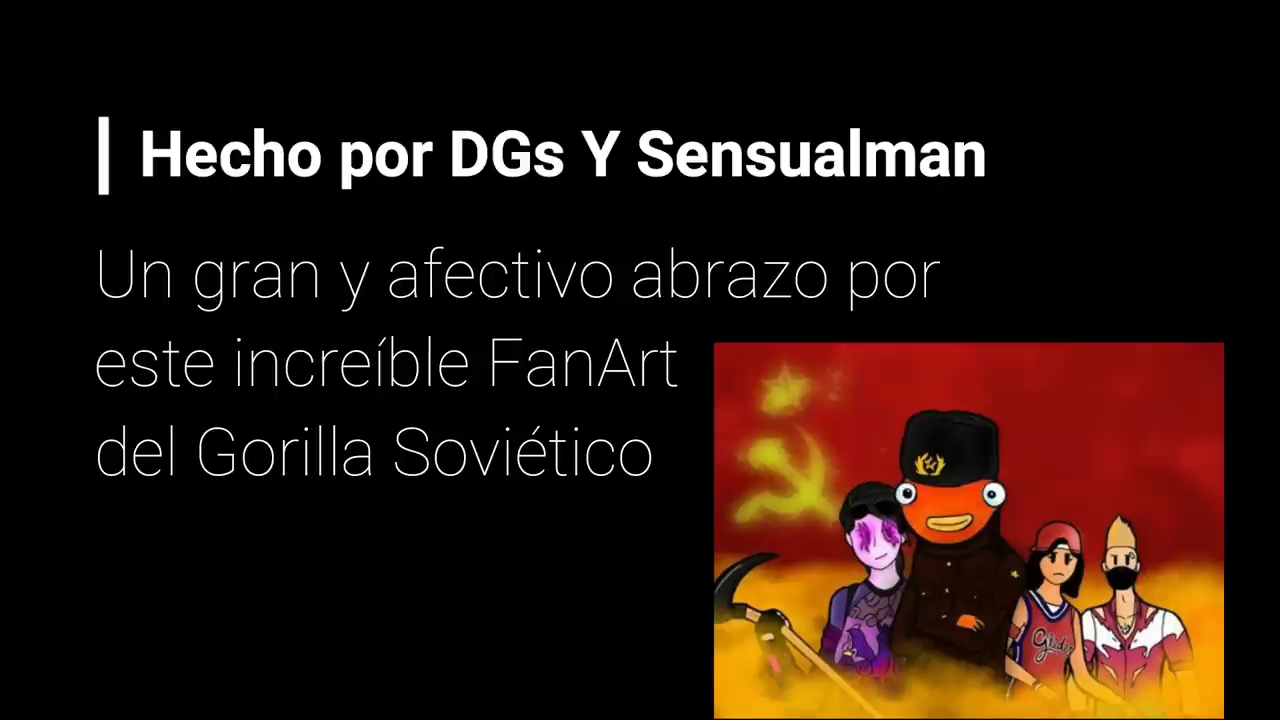 Hecho por DGs Y Sensualman
Un gran y afectivo abrazo por
este increíble FanArt
del Gorilla Soviético